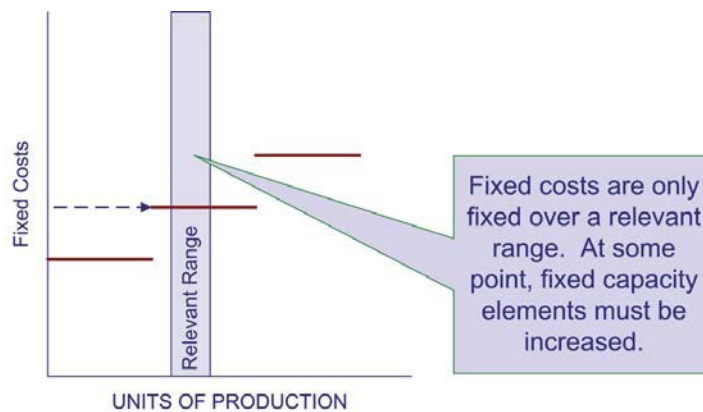 Fixed Costs
Relevant Range
Fixed costs are only
fixed over a relevant
range. At some
point, fixed capacity
elements must be
increased.
UNITS OF PRODUCTION